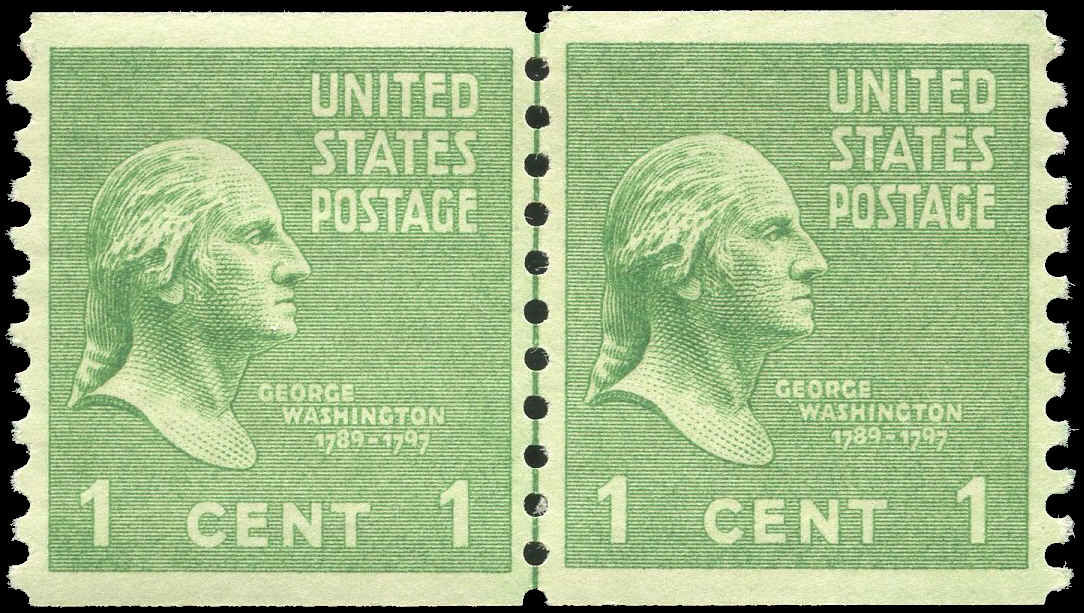 UNITED
STATES
POSTAGE
GEORGE
WASHINGTON
1789-1797
1 CENT 1
UNITED
STATES
POSTAGE
GEORGE
WASHINGTON
1789-1797
1 CENT 1